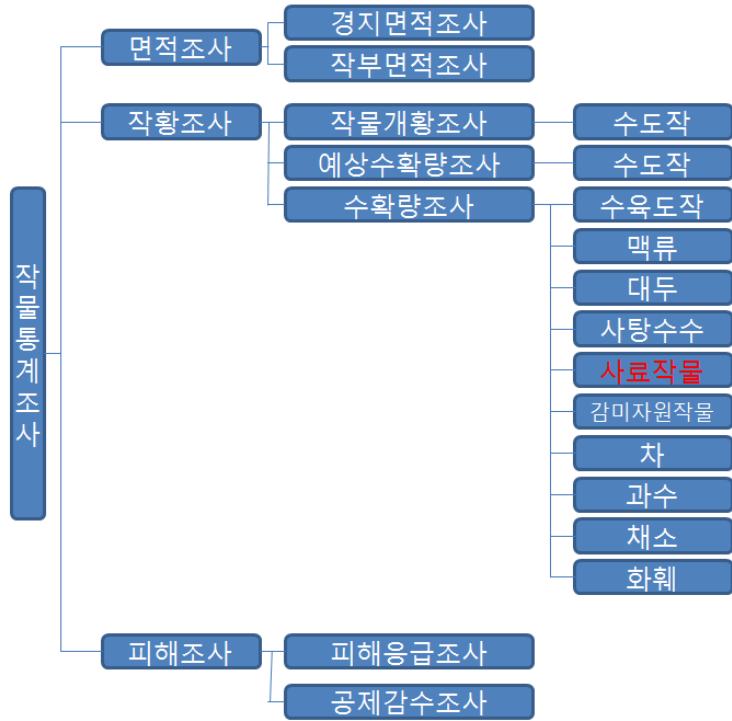 작물통계조사
면적조사
경지면적조사
작부면적조사
작황조사
작물개황조사
수도작
예상수확량조사
수도작
수확량조사
수육도작
맥류
대두
사탕수수
사료작물
감미자원작물
차
과수
채소
화훼
피해조사
피해응급조사
공제감수조사